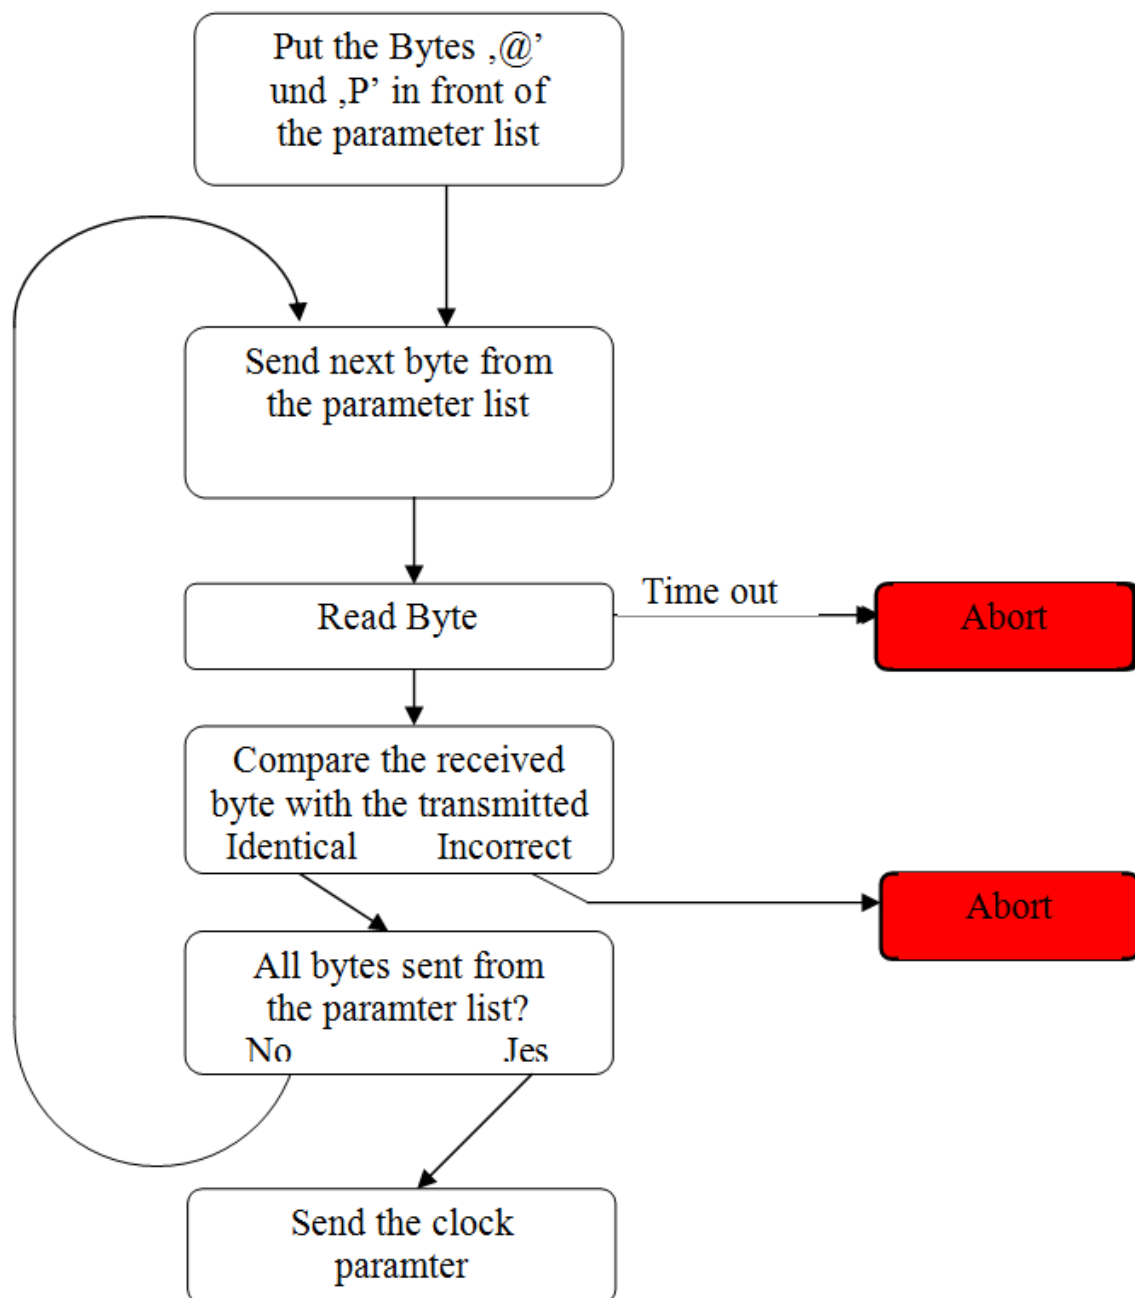 Put the Bytes ‚@’
und ‚P’ in front of
the parameter list
Send next byte from
the parameter list
Read Byte
Time out
Abort
Compare the received
byte with the transmitted
Identical Incorrect
Abort
All bytes sent from
the paramter list?
No Jes
Send the clock
paramter